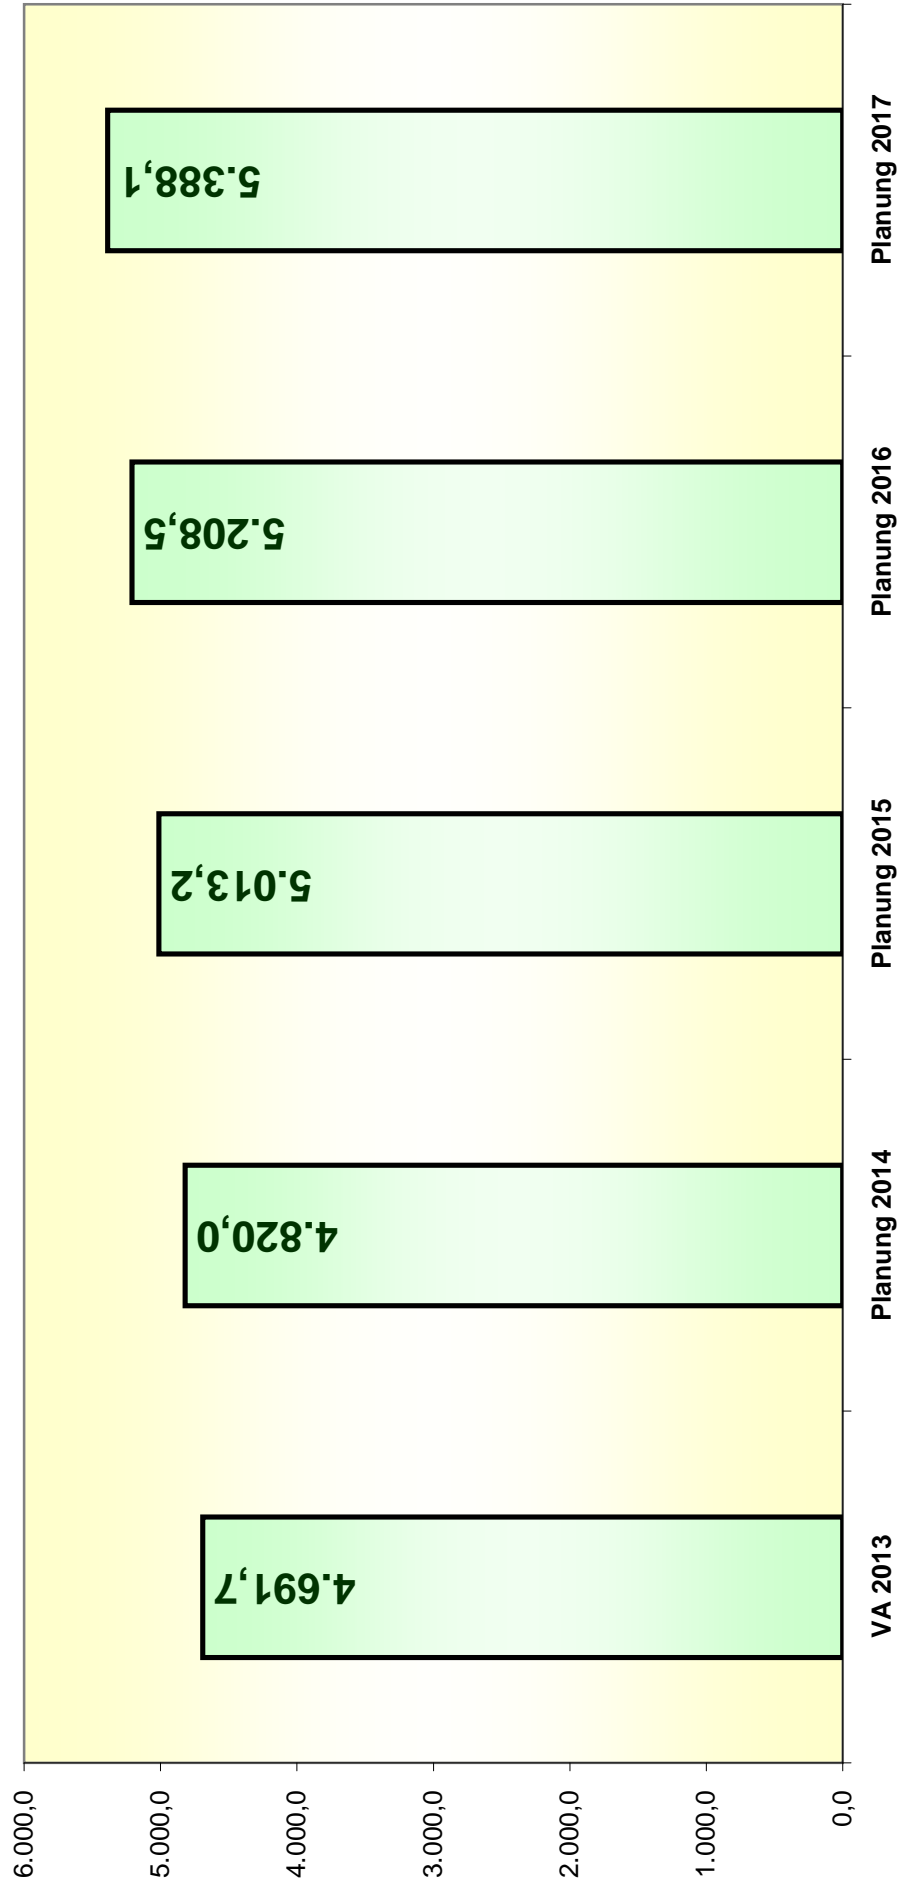 6.000,0
5.000,0
4.000,0
3.000,0
2.000,0
1.000,0
0,0
4.691,7
4.820,0
5.013,2
5.208,5
5.388,1
VA 2013
Planung 2014
Planung 2015
Planung 2016
Planung 2017